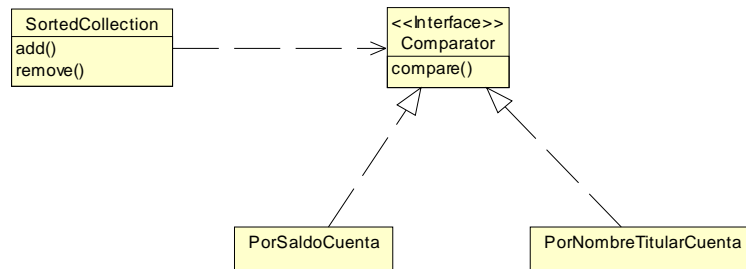 SortedCollection
add()
remove()
<<Interface>>
Comparator
compare()
PorSaldoCuenta
PorNombreTitularCuenta